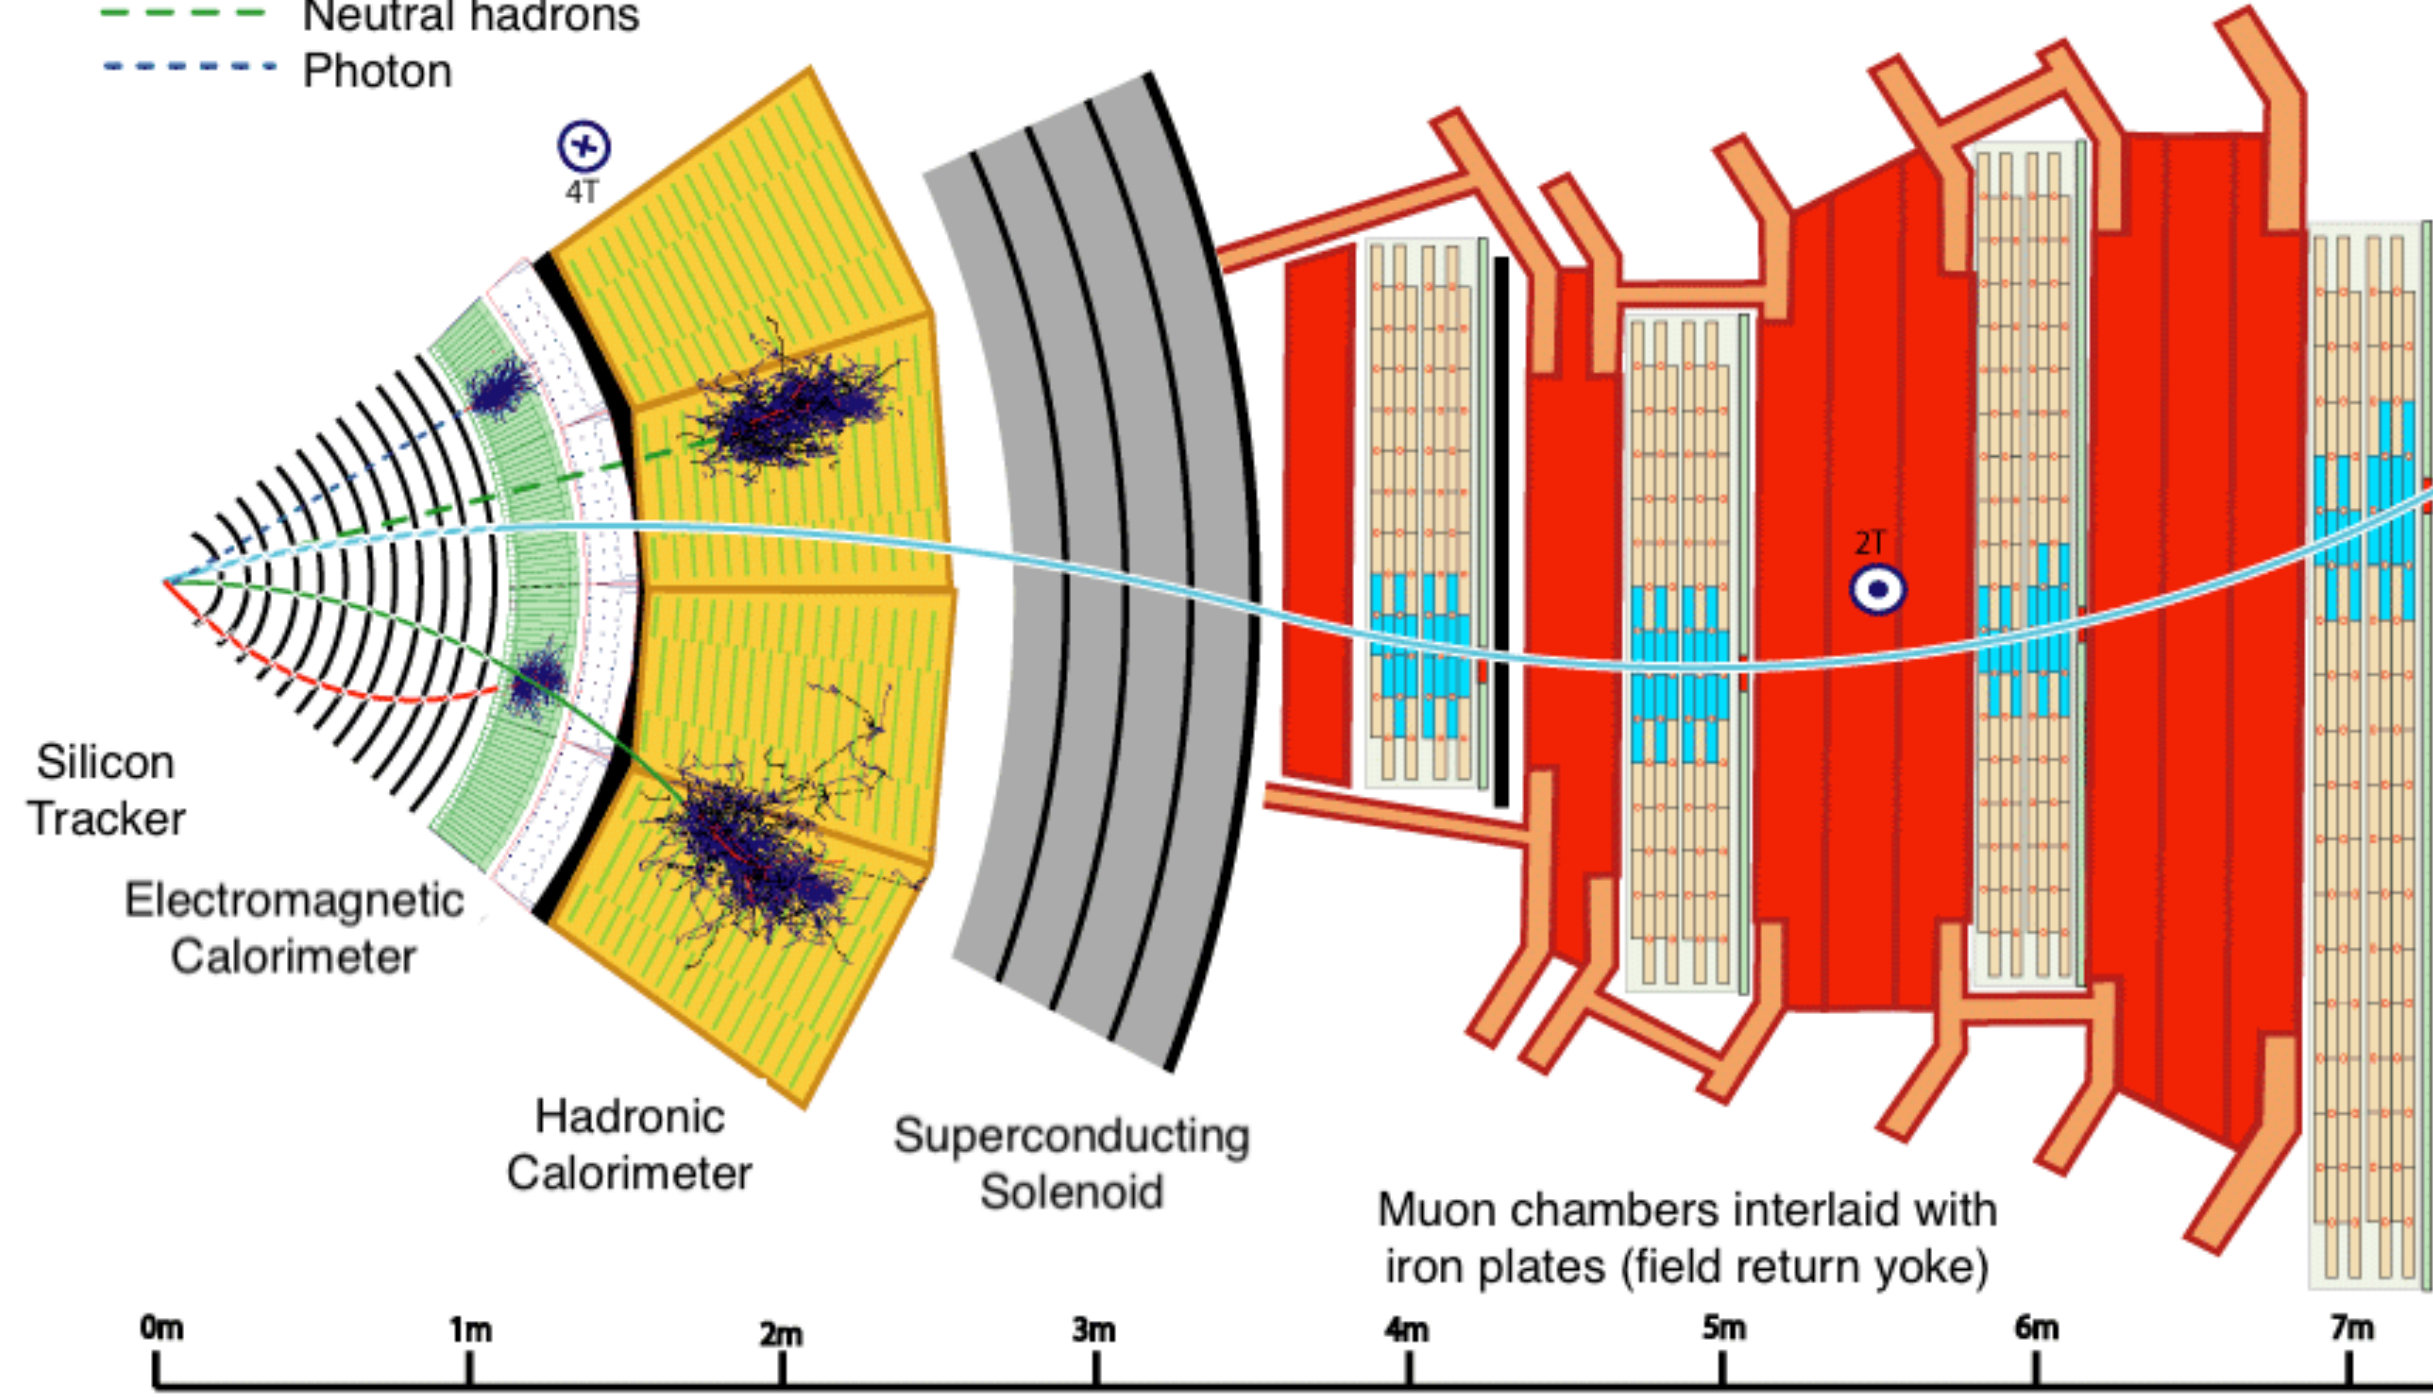 Neutral hadrons
Photon
4T
2T
Silicon
Tracker
Electromagnetic
Calorimeter
Hadronic
Calorimeter
Superconducting
Solenoid
Muon chambers interlaid with
iron plates (field return yoke)
0m 1m 2m 3m 4m 5m 6m 7m